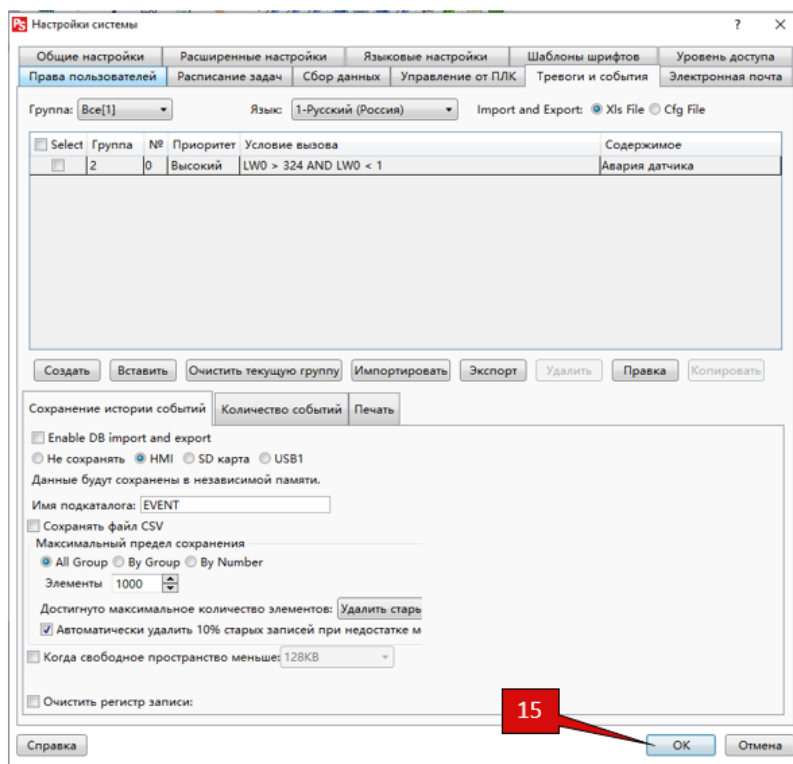 PS Настройки системы ? ×
Общие настройки Расширенные настройки Языковые настройки Шаблоны шрифтов Уровень доступа
Права пользователей Расписание задач Сбор данных Управление от ПЛК Тревоги и события Электронная почта
Группа: Все[1] Язык: 1-Русский (Россия) Import and Export: Xls File Cfg File
Select Группа № Приоритет Условие вызова Содержимое
2 0 Высокий LW0 > 324 AND LW0 < 1 Авария датчика
Создать Вставить Очистить текущую группу Импортировать Экспорт Удалить Правка Копировать
Сохранение истории событий Количество событий Печать
Enable DB import and export
Не сохранять HMI SD карта USB1
Данные будут сохранены в независимой памяти.
Имя подкаталога: EVENT
Сохранять файл CSV
Максимальный предел сохранения
All Group By Group By Number
Элементы 1000
Достигнуто максимальное количество элементов: Удалить стары
Автоматически удалить 10% старых записей при недостатке м
Когда свободное пространство меньше: 128KB
Очистить регистр записи:
15
Справка OK Отмена